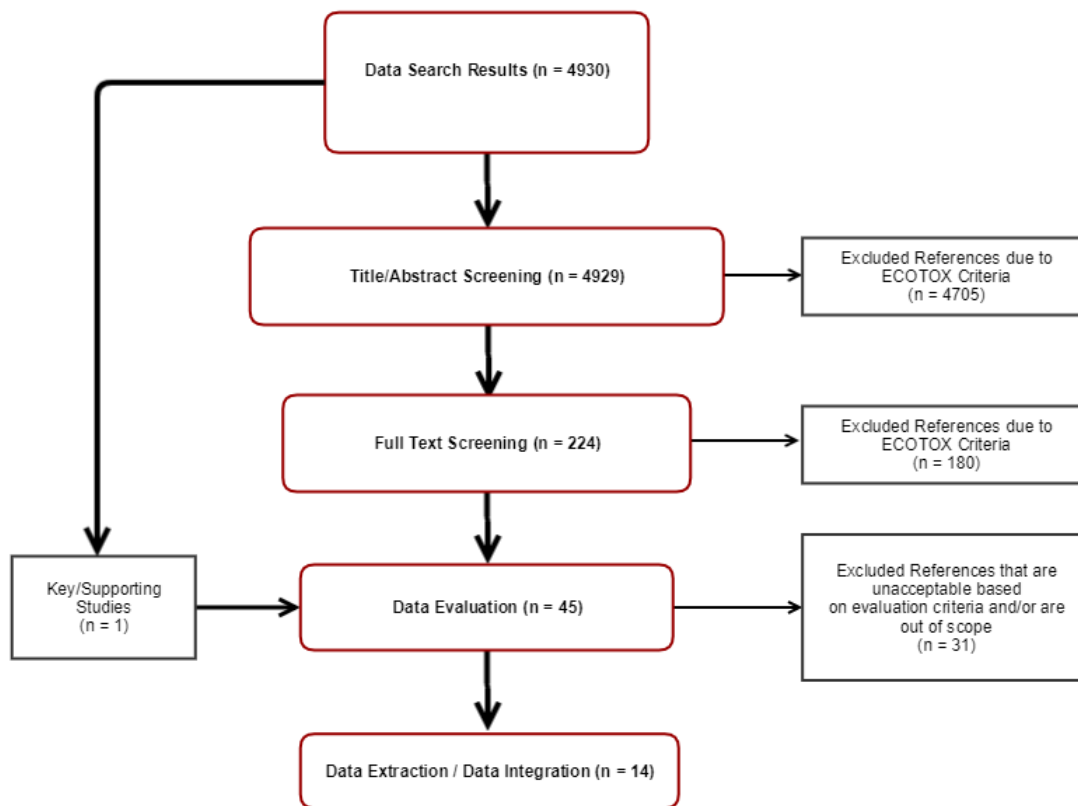 Data Search Results (n = 4930)
Title/Abstract Screening (n = 4929)
Excluded References due to
ECOTOX Criteria
(n = 4705)
Full Text Screening (n = 224)
Excluded References due to
ECOTOX Criteria
(n = 180)
Key/Supporting
Studies
(n = 1)
Data Evaluation (n = 45)
Excluded References that are
unacceptable based
on evaluation criteria and/or are
out of scope
(n = 31)
Data Extraction / Data Integration (n = 14)